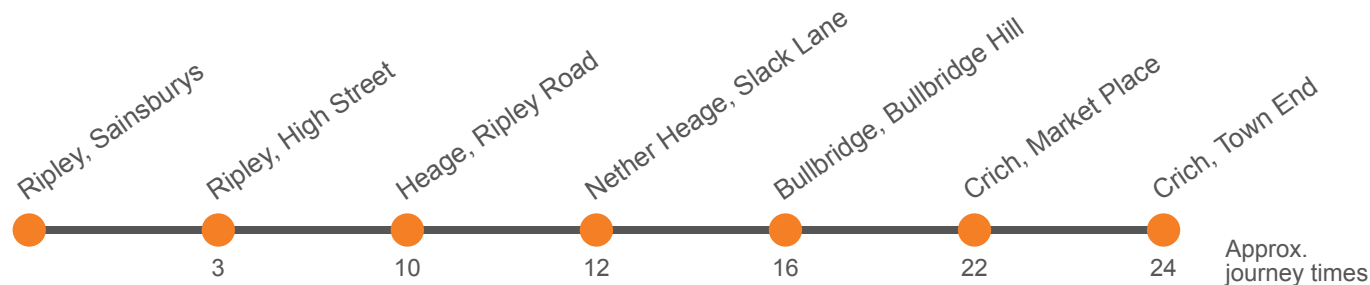 Ripley, Sainsburys
Ripley, High Street
Heage, Ripley Road
Nether Heage, Slack Lane
Bullbridge, Bullbridge Hill
Crich, Market Place
Crich, Town End
3
10
12
16
22
24
Approx.
journey times